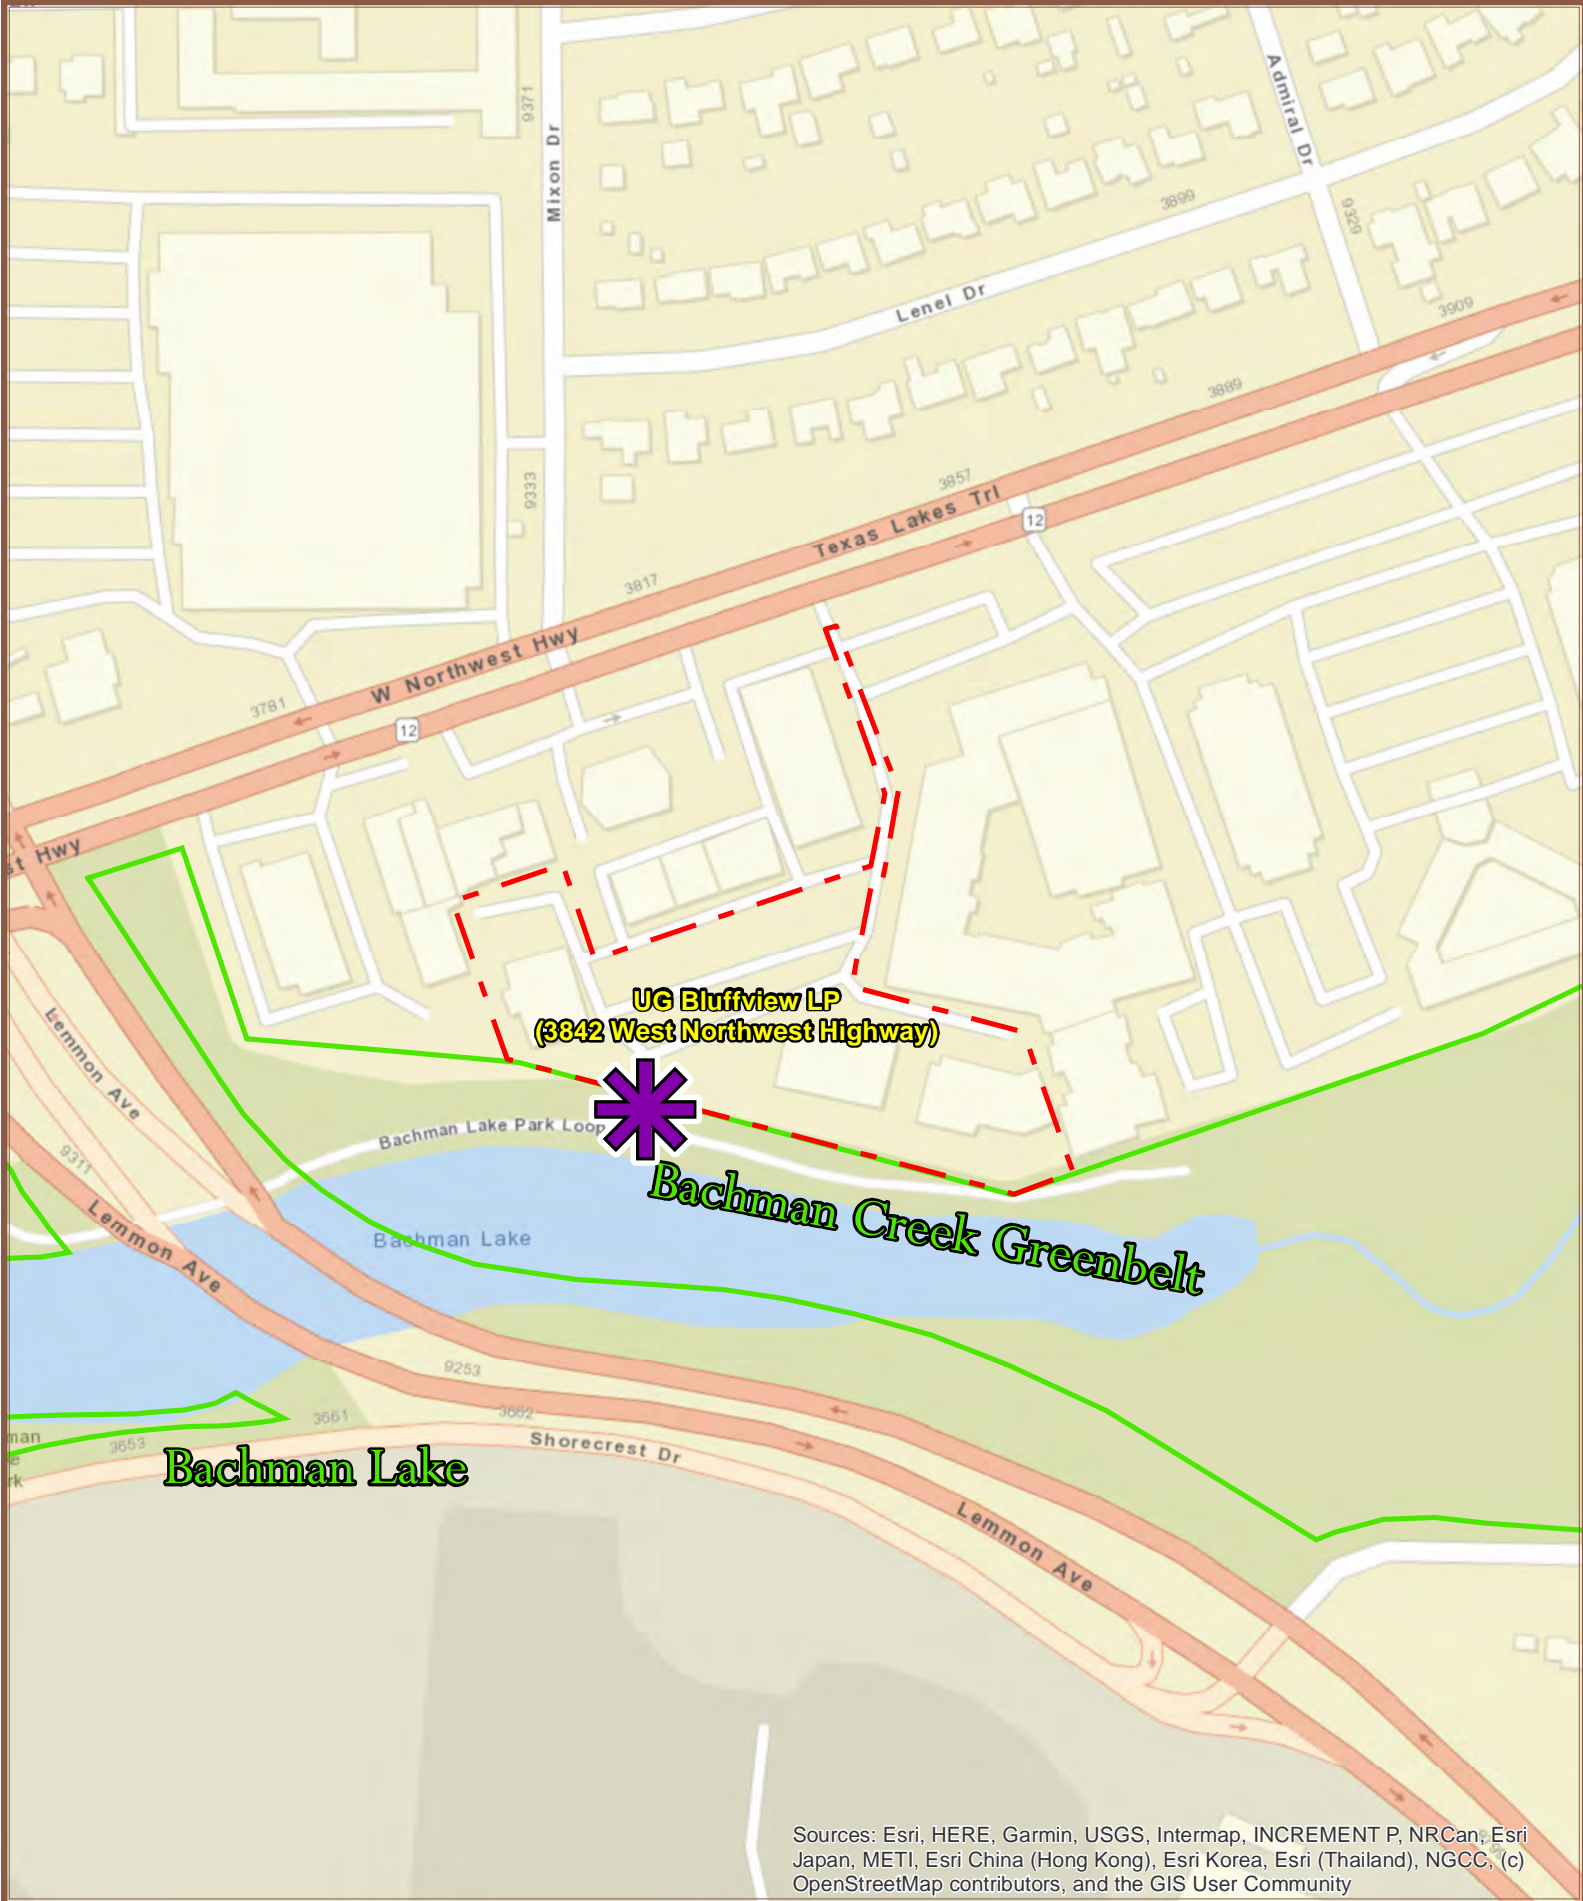 9371
Mixon Dr
Admiral Dr
3899
9329
Lenel Dr
3909
3889
3857
9333
Texas Lakes Trl
12
3817
W Northwest Hwy
3781
12
st Hwy
UG Bluffview LP
(3842 West Northwest Highway)
Lemmon Ave
Bachman Lake Park Loop
9311
Bachman Creek Greenbelt
Lemmon Ave
Bachman Lake
9253
3661
3662
man
e
rk
3653
Shorecrest Dr
Bachman Lake
Lemmon Ave
Sources: Esri, HERE, Garmin, USGS, Intermap, INCREMENT P, NRCan, Esri
Japan, METI, Esri China (Hong Kong), Esri Korea, Esri (Thailand), NGCC, (c)
OpenStreetMap contributors, and the GIS User Community